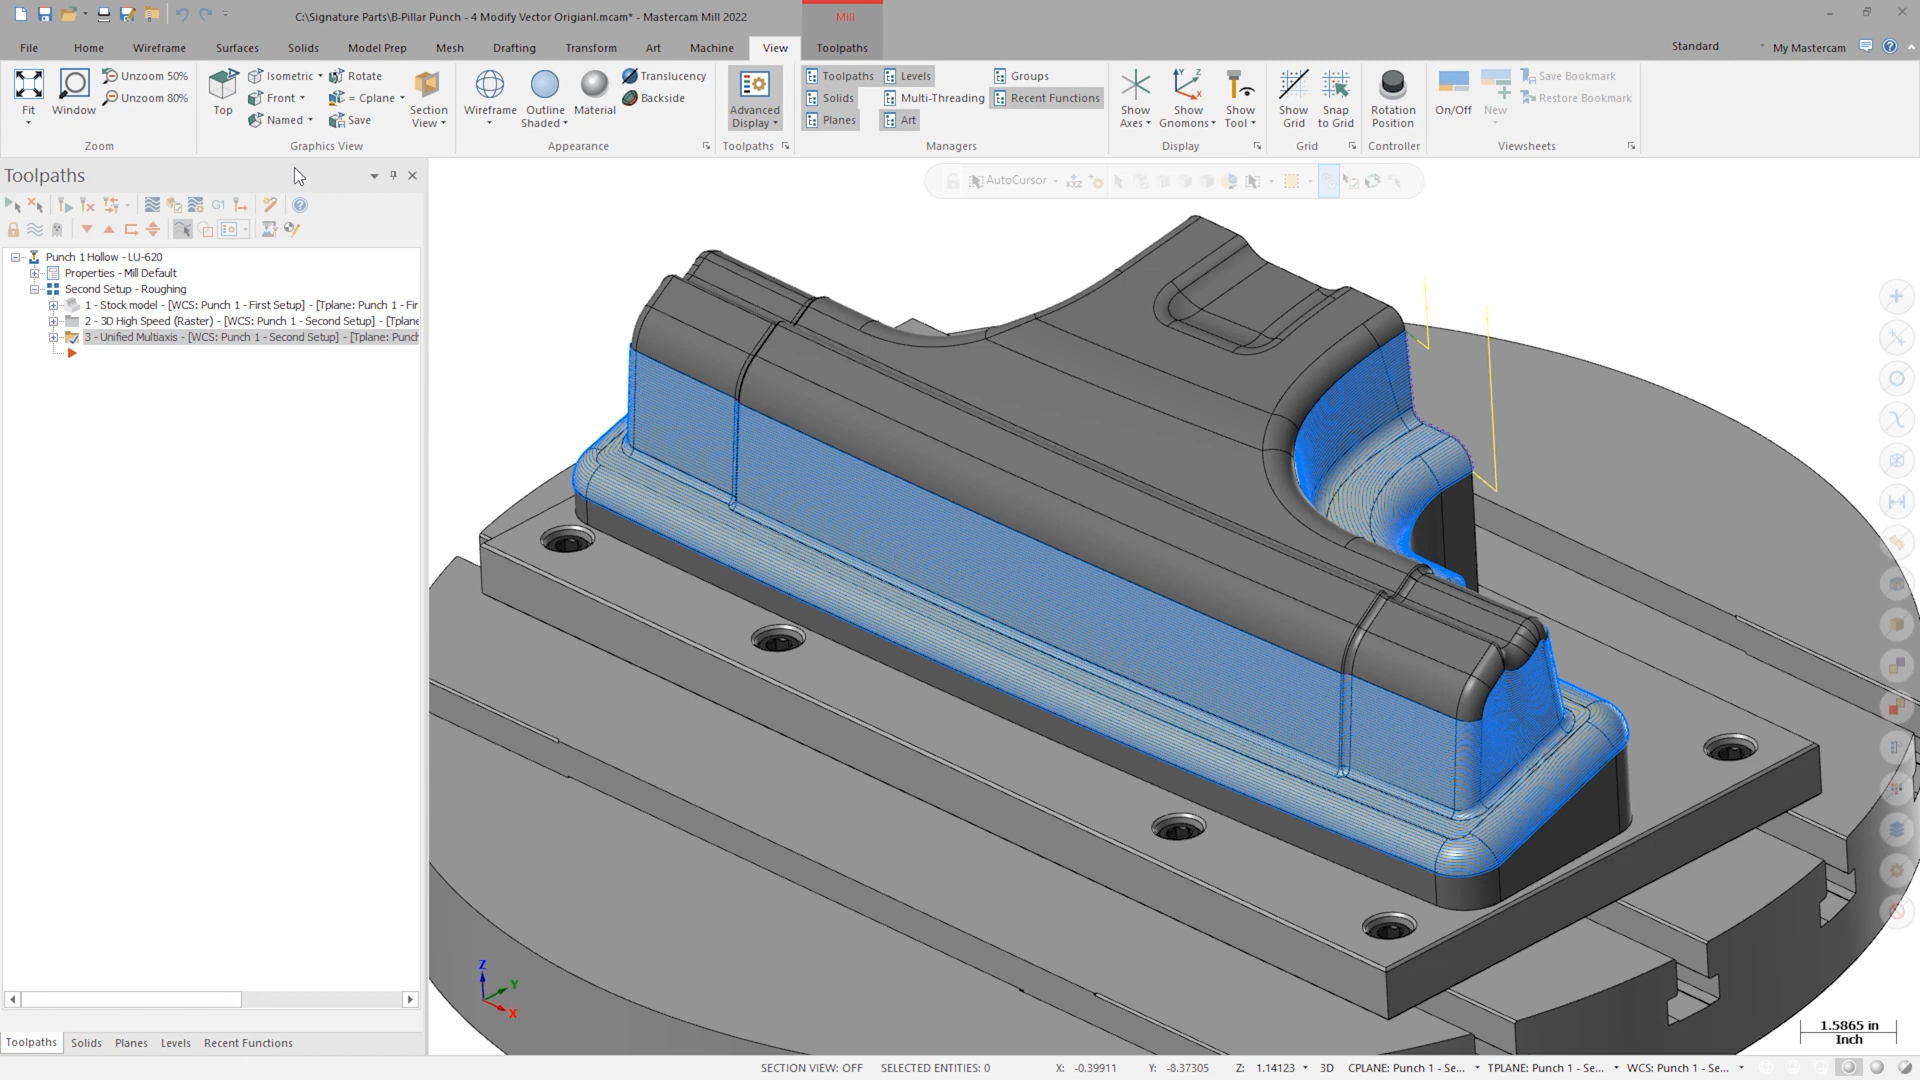 C:\Signature Parts\B-Pillar Punch - 4 Modify Vector Origianl.mcam* - Mastercam Mill 2022
Mill
File Home Wireframe Surfaces Solids Model Prep Mesh Drafting Transform Art Machine View Toolpaths
Standard My Mastercam
Fit
Window
Unzoom 50%
Unzoom 80%
Zoom
Top
Isometric
Front
Named
Rotate
= Cplane
Save
Section View
Graphics View
Wireframe
Outline Shaded
Material
Translucency
Backside
Appearance
Advanced Display
Toolpaths
Toolpaths Levels Groups
Solids Multi-Threading Recent Functions
Planes Art
Managers
Show Axes
Show Gnomons
Show Tool
Display
Show Grid
Snap to Grid
Grid
Rotation Position
Controller
On/Off
New
Save Bookmark
Restore Bookmark
Viewsheets
Toolpaths
G1
AutoCursor
XYZ
Punch 1 Hollow - LU-620
Properties - Mill Default
Second Setup - Roughing
1 - Stock model - [WCS: Punch 1 - First Setup] - [Tplane: Punch 1 - Fir
2 - 3D High Speed (Raster) - [WCS: Punch 1 - Second Setup] - [Tplane
3 - Unified Multiaxis - [WCS: Punch 1 - Second Setup] - [Tplane: Punch
Z
Y
X
1.5865 in
Inch
Toolpaths Solids Planes Levels Recent Functions
SECTION VIEW: OFF SELECTED ENTITIES: 0 X: -0.39911 Y: -8.37305 Z: 1.14123 3D CPLANE: Punch 1 - Se... TPLANE: Punch 1 - Se... WCS: Punch 1 - Se...